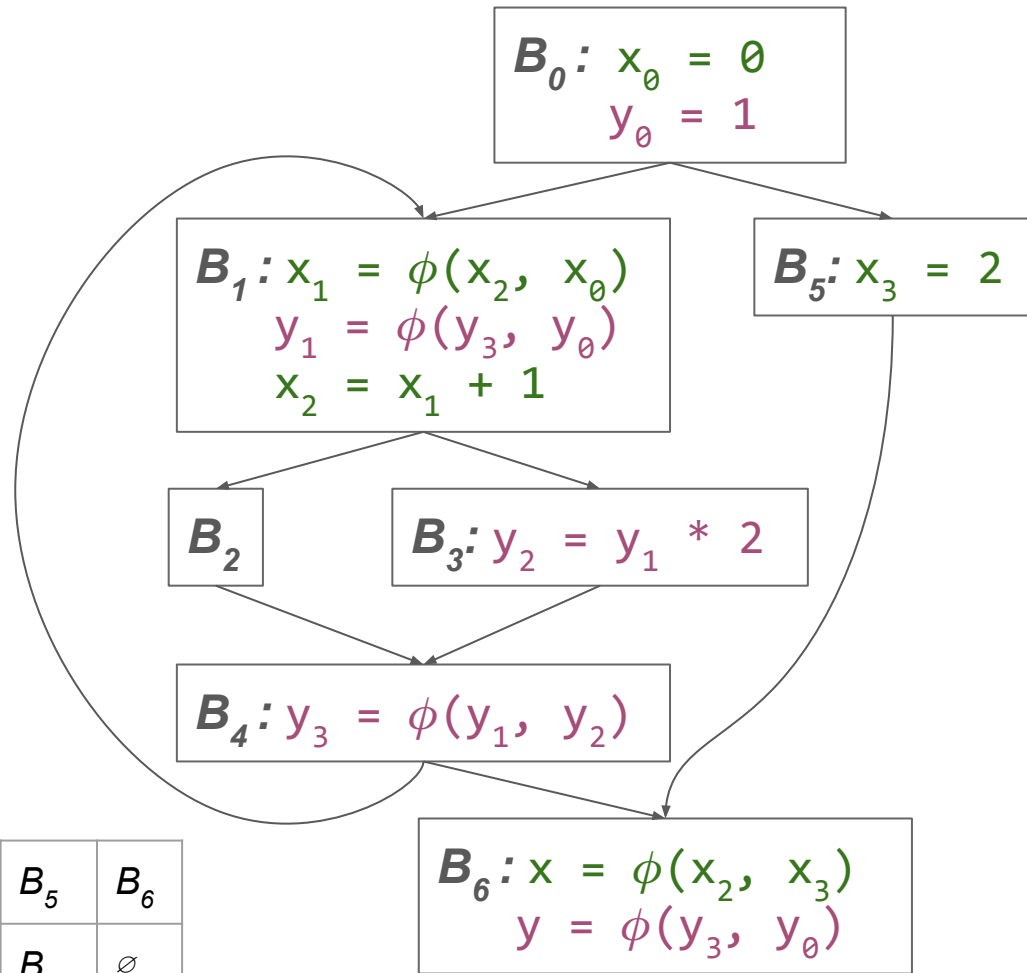 B₀: x₀ = 0
y₀ = 1
B₁: x₁ = ϕ(x₂, x₀)
y₁ = ϕ(y₃, y₀)
x₂ = x₁ + 1
B₅: x₃ = 2
B₂
B₃: y₂ = y₁ * 2
B₄: y₃ = ϕ(y₁, y₂)
B₆: x = ϕ(x₂, x₃)
y = ϕ(y₃, y₀)
B₅ B₆
B ∅